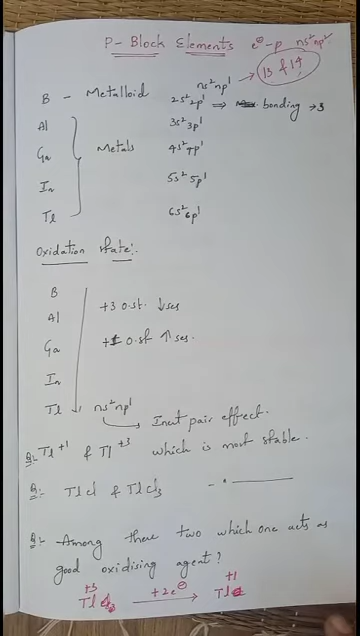 P-Block Elements e⊖-p ns²np²
ns²np¹ → 13 & 14
B - Metalloid 2s²2p¹ ⇒ bonding → 3
Al 3s²3p¹
Ga Metals 4s²4p¹
In 5s²5p¹
Tl 6s²6p¹
Oxidation state:-
B
Al +3 o.st. ↓ses
Ga +1 o.st ↑ses.
In
Tl ns²np¹
→ Inert pair effect.
Q:- Tl⁺¹ & Tl⁺³ which is most stable.
Q:- TlCl & TlCl₃ - " ———
Q:- Among these two which one acts as
good oxidising agent?
+3 +1
Tl +2e⊖ → Tl